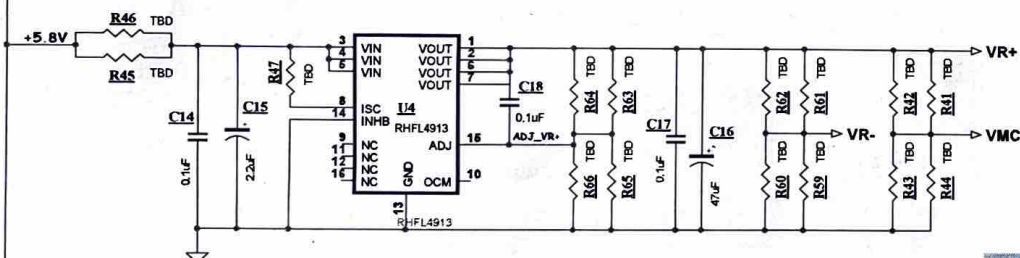 R46 TBD
+5.8V
R45 TBD
C14
0.1uF
C15
2.2uF
R47
TBD
3 VIN
4 VIN
5 VIN
8 ISC
14 INHB
9 NC
11 NC
12 NC
16 NC
U4
RHFL4913
VOUT 1
VOUT 2
VOUT 6
VOUT 7
ADJ 15
OCM 10
GND
13
RHFL4913
C18
0.1uF
ADJ_VR+
R64 TBD
R63 TBD
R66 TBD
R65 TBD
C17
0.1uF
C16
47uF
R62 TBD
R61 TBD
R60 TBD
R59 TBD
VR+
VR-
R42 TBD
R41 TBD
VMC
R43 TBD
R44 TBD